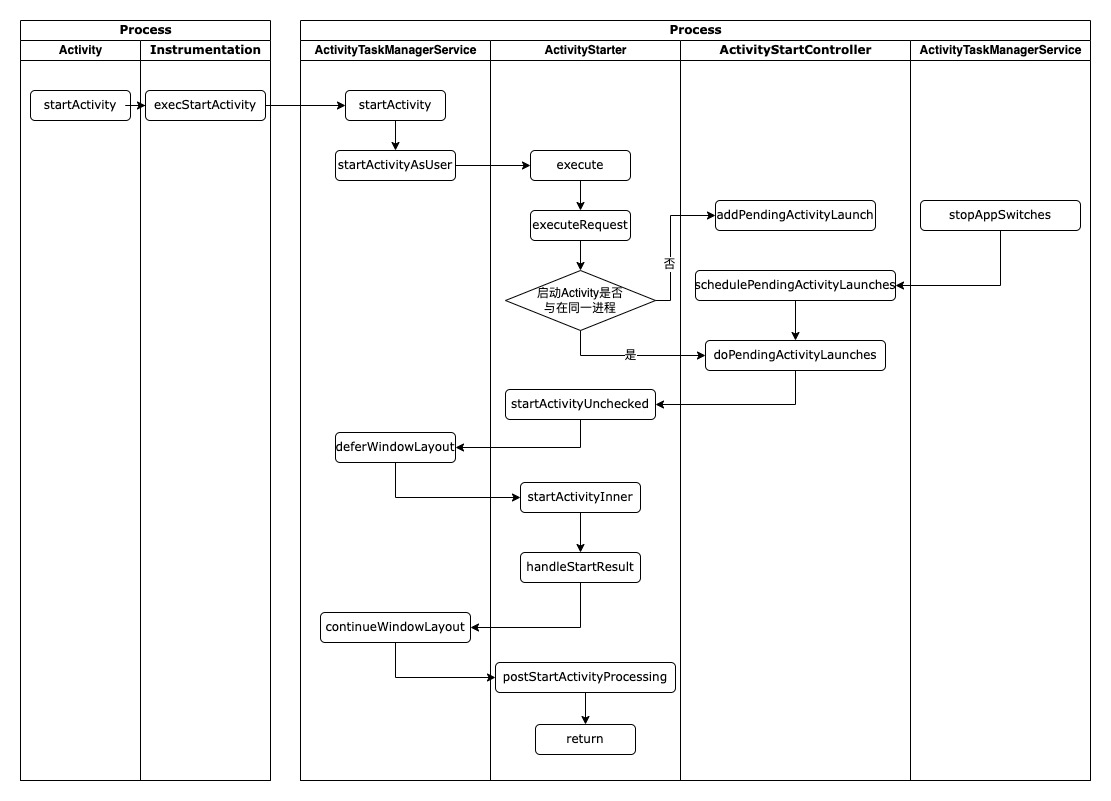 Process
Process
Activity
Instrumentation
ActivityTaskManagerService
ActivityStarter
ActivityStartController
ActivityTaskManagerService
startActivity
execStartActivity
startActivity
startActivityAsUser
execute
executeRequest
addPendingActivityLaunch
stopAppSwitches
否
启动Activity是否
与在同一进程
schedulePendingActivityLaunches
是
doPendingActivityLaunches
startActivityUnchecked
deferWindowLayout
startActivityInner
handleStartResult
continueWindowLayout
postStartActivityProcessing
return